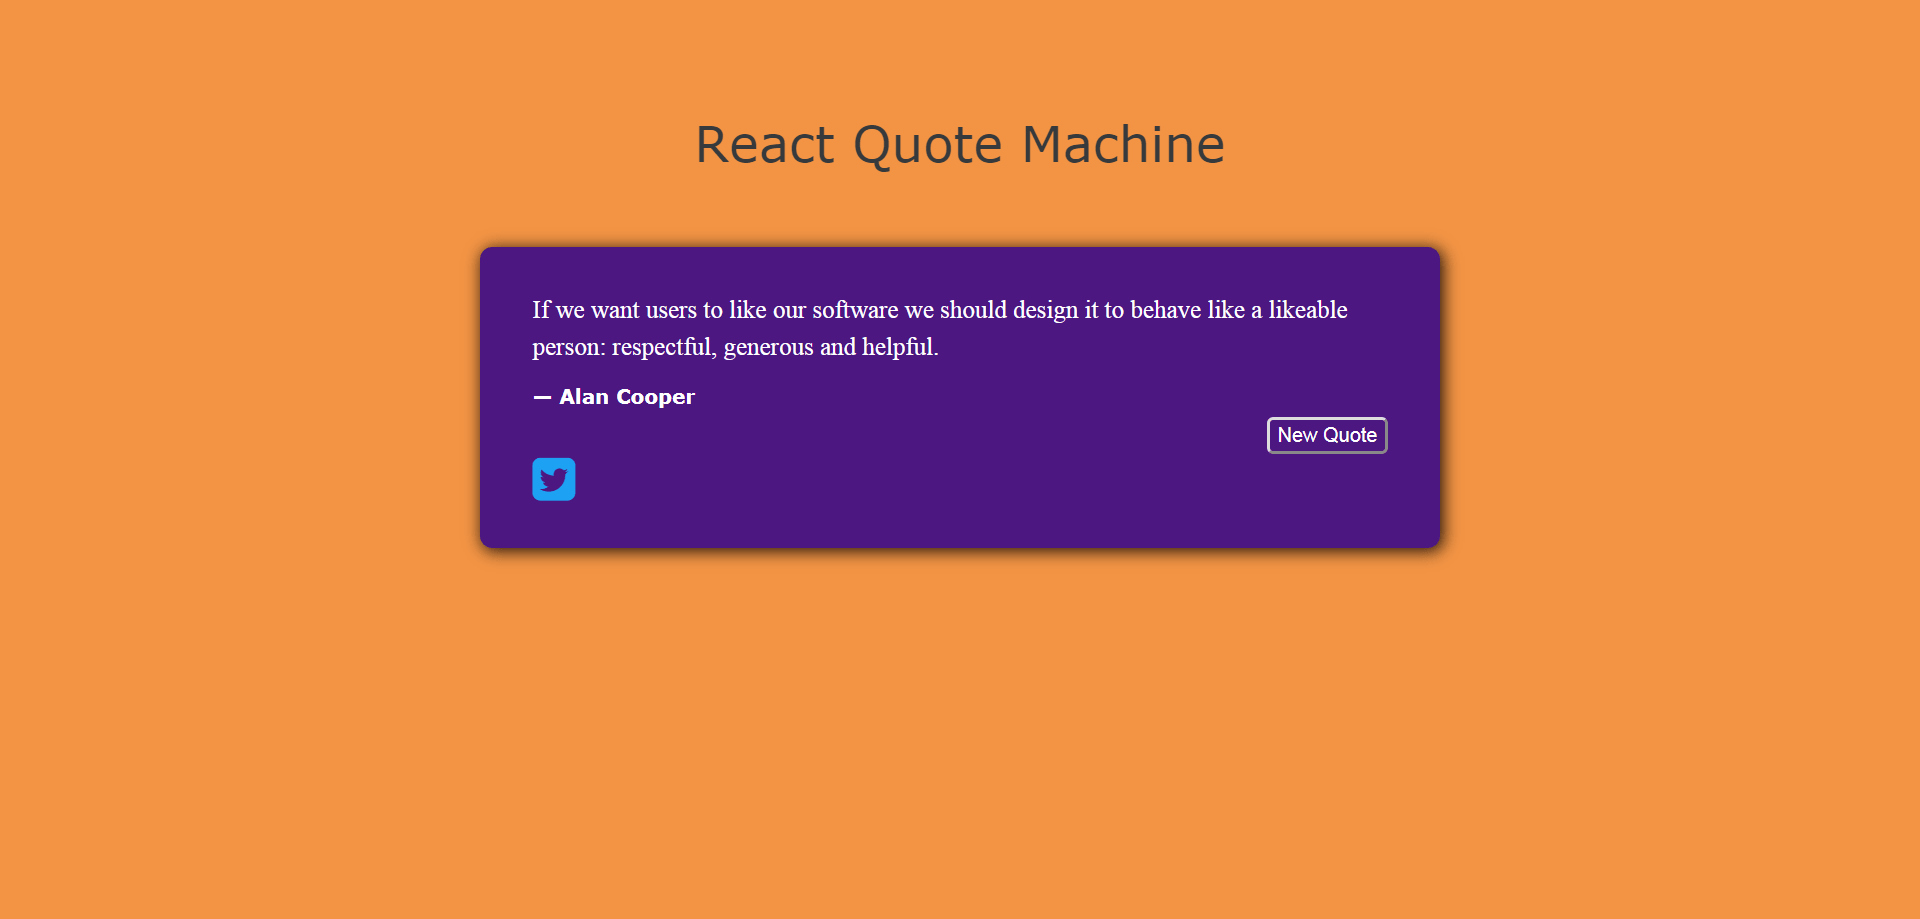 React Quote Machine
If we want users to like our software we should design it to behave like a likeable
person: respectful, generous and helpful.
— Alan Cooper
New Quote